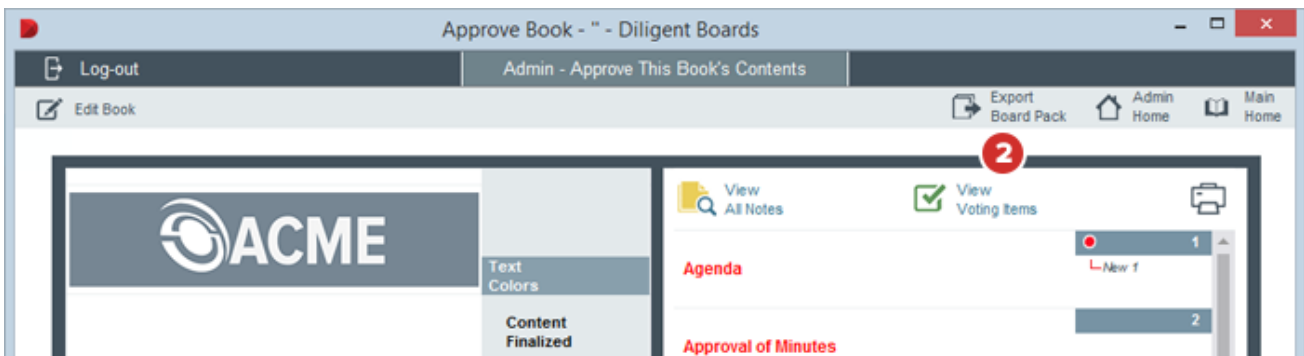 Approve Book - " - Diligent Boards
Log-out
Admin - Approve This Book's Contents
Edit Book
Export
Board Pack
Admin
Home
Main
Home
2
ACME
Text
Colors
Content
Finalized
View
All Notes
View
Voting Items
1
Agenda
New 1
2
Approval of Minutes